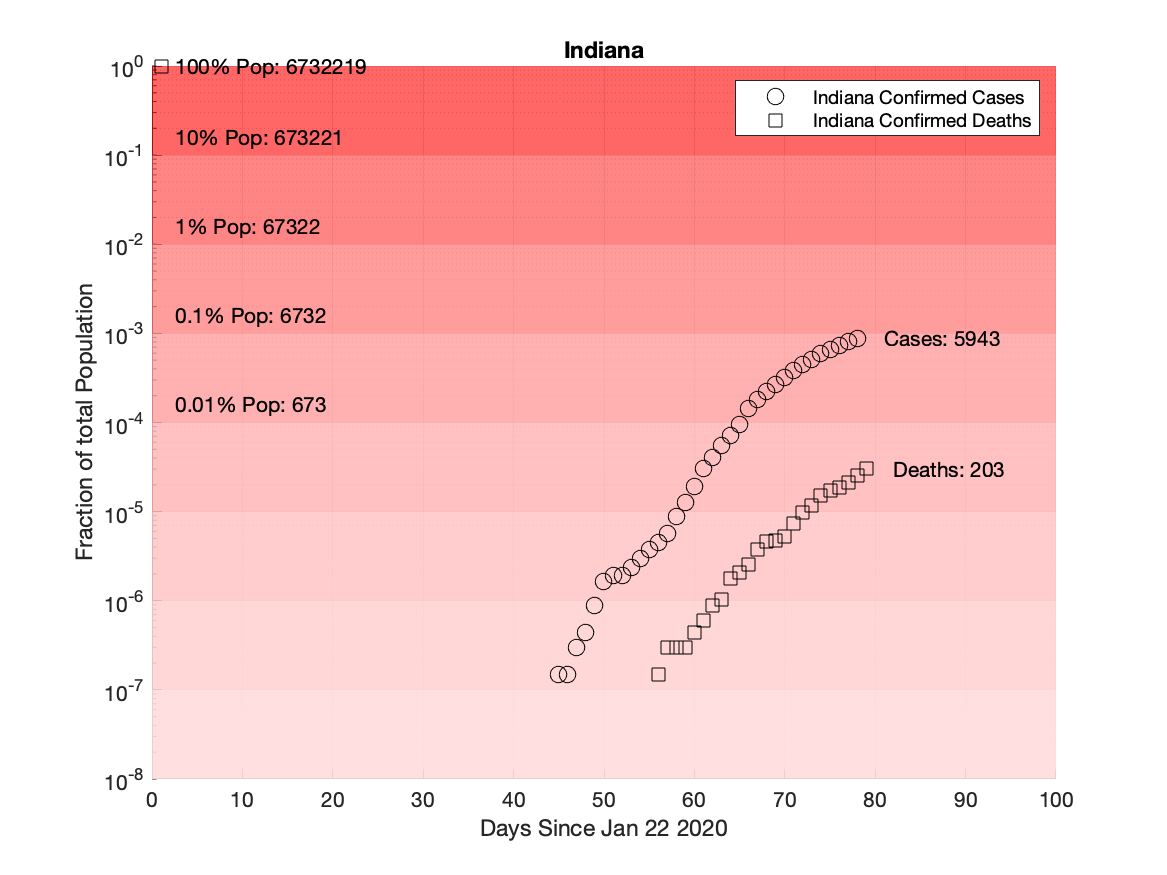 Indiana
10^0
100% Pop: 6732219
Indiana Confirmed Cases
Indiana Confirmed Deaths
10% Pop: 673221
10^-1
1% Pop: 67322
10^-2
0.1% Pop: 6732
10^-3
Cases: 5943
0.01% Pop: 673
10^-4
Deaths: 203
10^-5
10^-6
10^-7
10^-8
Fraction of total Population
0 10 20 30 40 50 60 70 80 90 100
Days Since Jan 22 2020